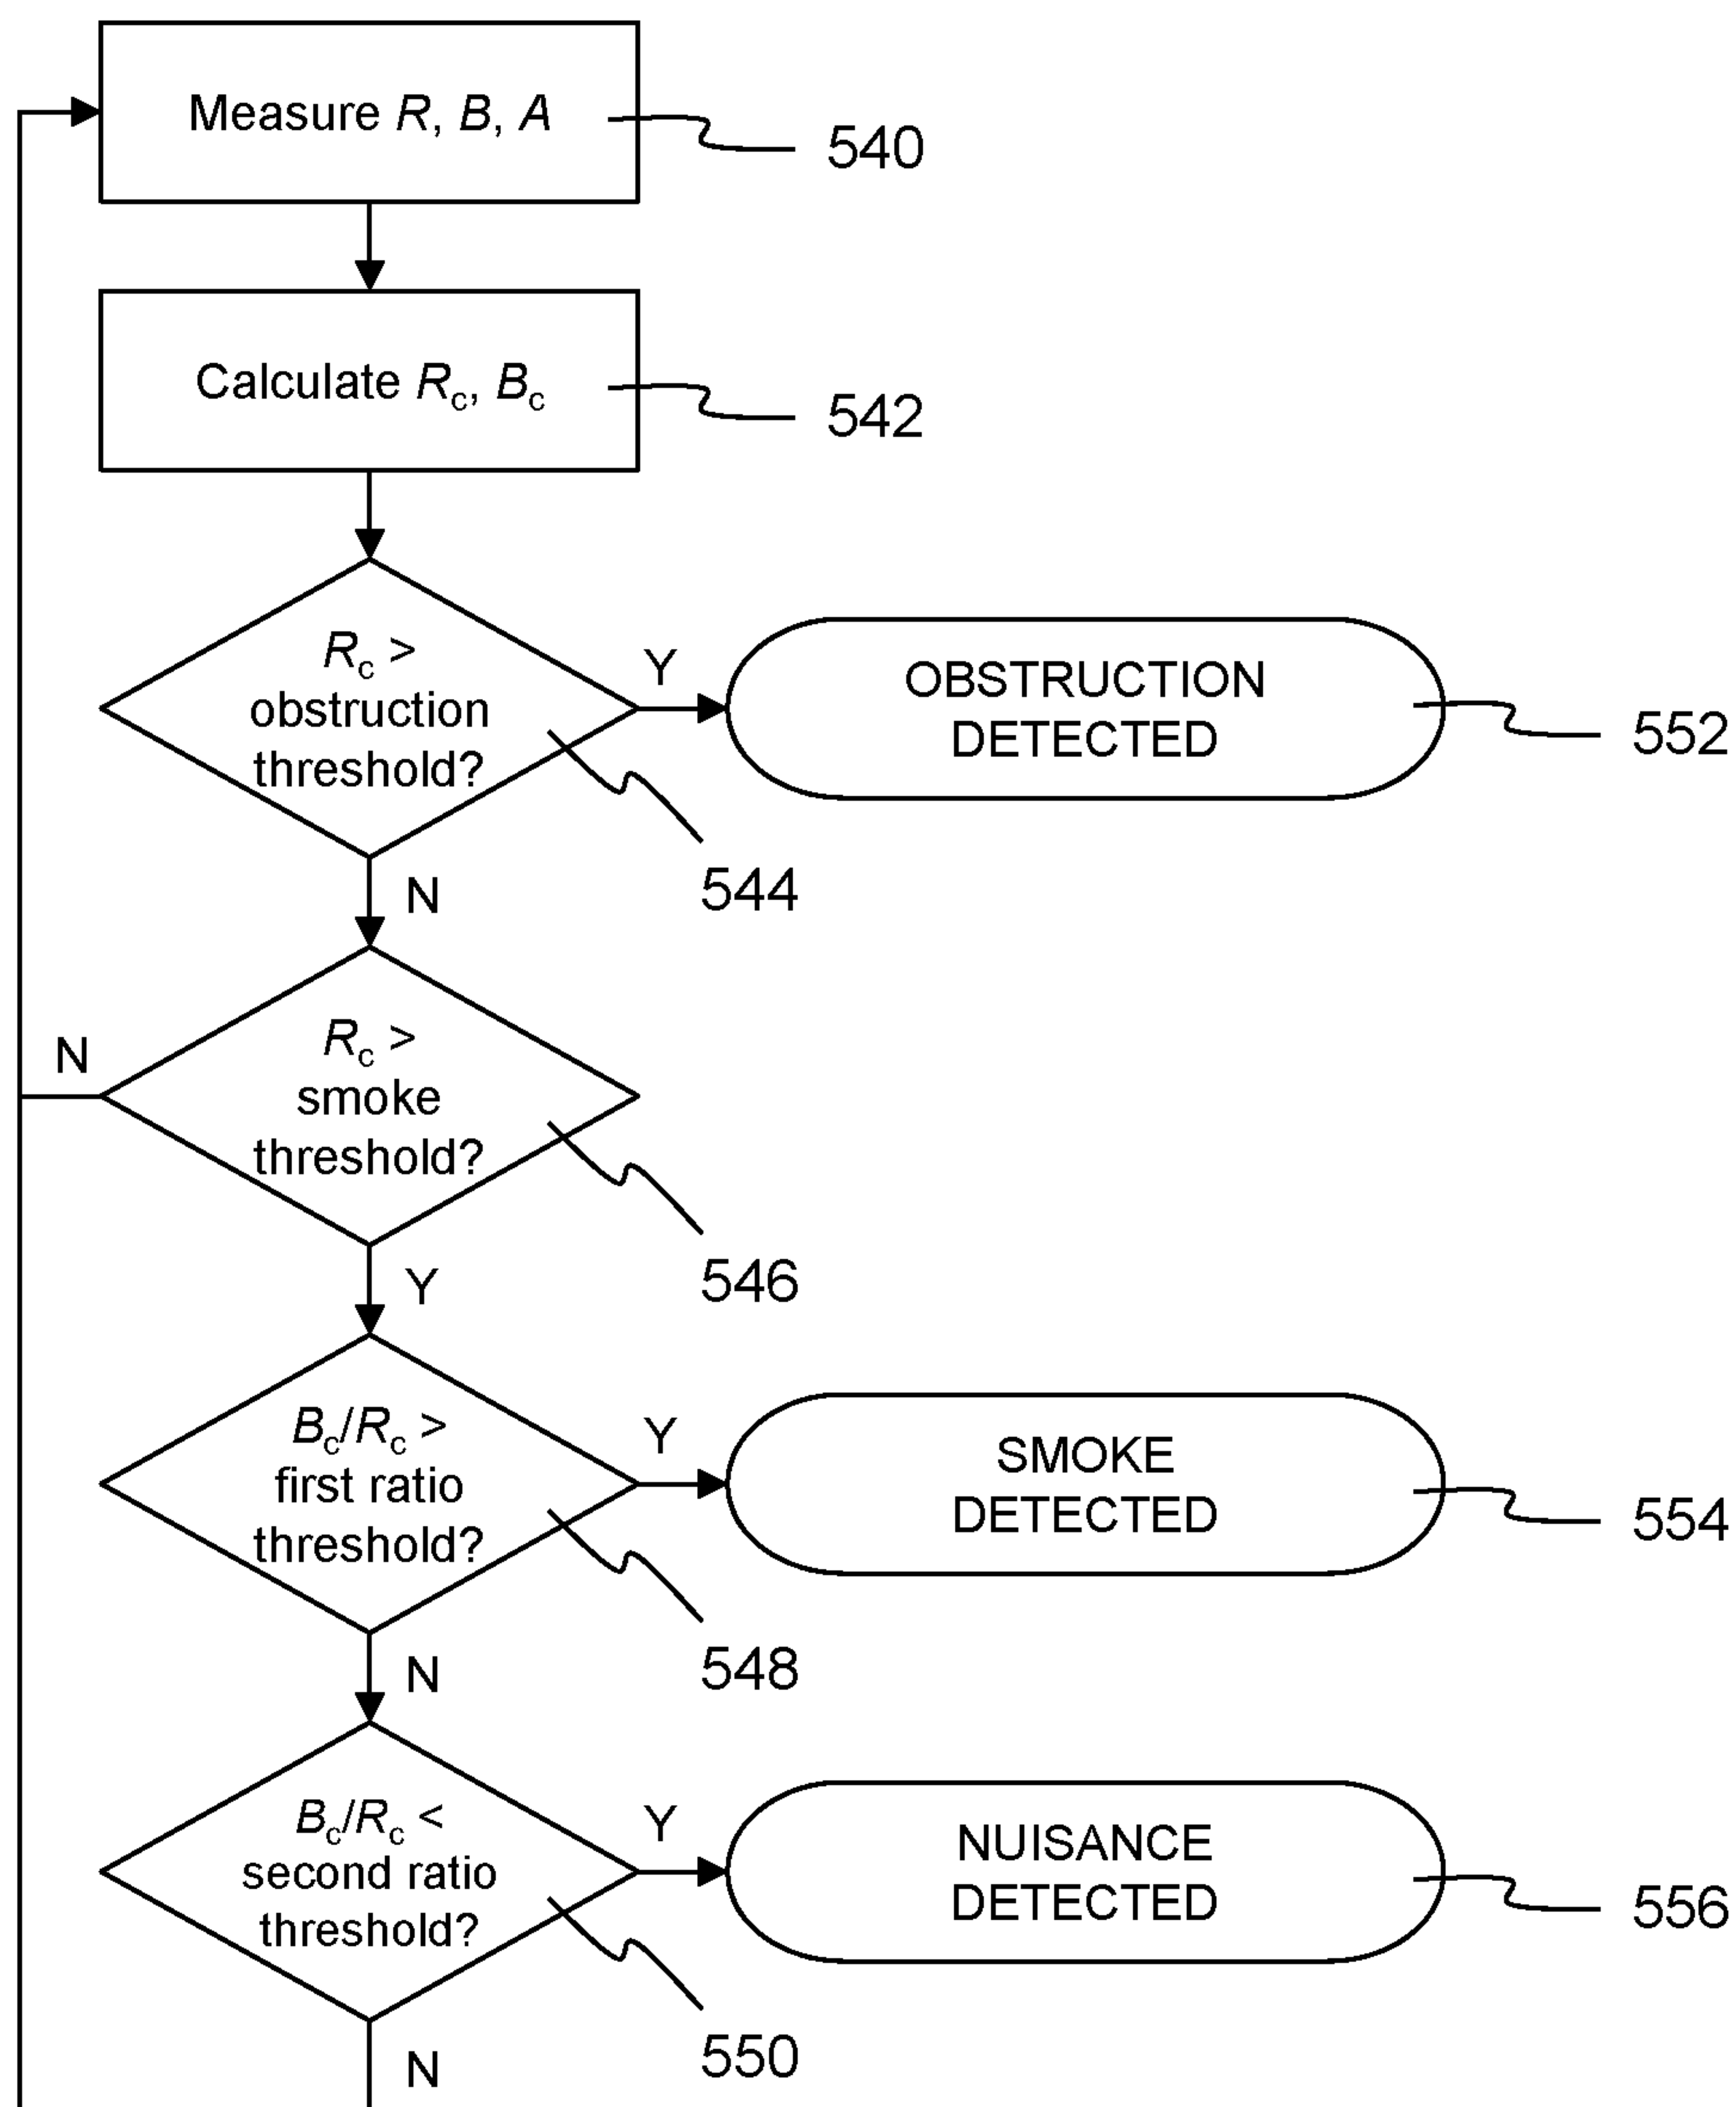 Measure R, B, A
540
Calculate Rc, Bc
542
Rc >
obstruction
threshold?
Y
OBSTRUCTION
DETECTED
552
544
N
Rc >
smoke
threshold?
N
546
Y
Bc/Rc >
first ratio
threshold?
Y
SMOKE
DETECTED
554
548
N
Bc/Rc <
second ratio
threshold?
Y
NUISANCE
DETECTED
556
550
N